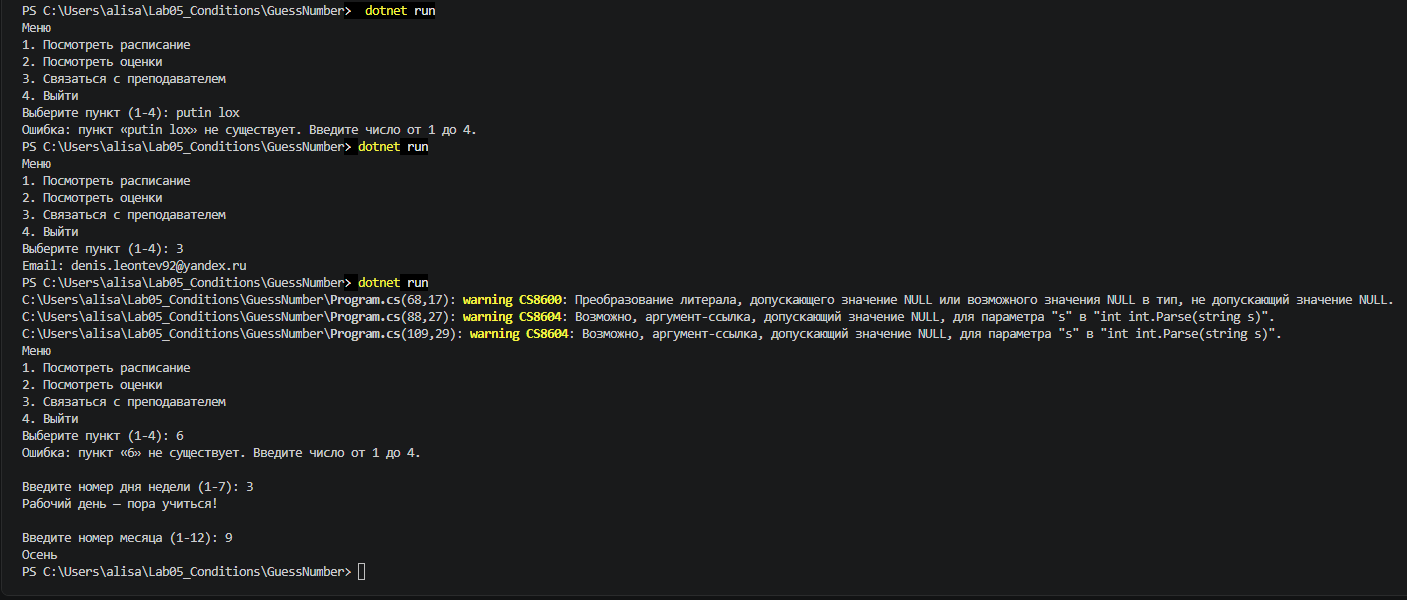 PS C:\Users\alisa\Lab05_Conditions\GuessNumber>  dotnet run
Меню
1. Посмотреть расписание
2. Посмотреть оценки
3. Связаться с преподавателем
4. Выйти
Выберите пункт (1-4): putin lox
Ошибка: пункт «putin lox» не существует. Введите число от 1 до 4.
PS C:\Users\alisa\Lab05_Conditions\GuessNumber> dotnet run
Меню
1. Посмотреть расписание
2. Посмотреть оценки
3. Связаться с преподавателем
4. Выйти
Выберите пункт (1-4): 3
Email: denis.leontev92@yandex.ru
PS C:\Users\alisa\Lab05_Conditions\GuessNumber> dotnet run
C:\Users\alisa\Lab05_Conditions\GuessNumber\Program.cs(68,17): warning CS8600: Преобразование литерала, допускающего значение NULL или возможного значения NULL в тип, не допускающий значение NULL.
C:\Users\alisa\Lab05_Conditions\GuessNumber\Program.cs(88,27): warning CS8604: Возможно, аргумент-ссылка, допускающий значение NULL, для параметра "s" в "int int.Parse(string s)".
C:\Users\alisa\Lab05_Conditions\GuessNumber\Program.cs(109,29): warning CS8604: Возможно, аргумент-ссылка, допускающий значение NULL, для параметра "s" в "int int.Parse(string s)".
Меню
1. Посмотреть расписание
2. Посмотреть оценки
3. Связаться с преподавателем
4. Выйти
Выберите пункт (1-4): 6
Ошибка: пункт «6» не существует. Введите число от 1 до 4.
Введите номер дня недели (1-7): 3
Рабочий день — пора учиться!
Введите номер месяца (1-12): 9
Осень
PS C:\Users\alisa\Lab05_Conditions\GuessNumber>